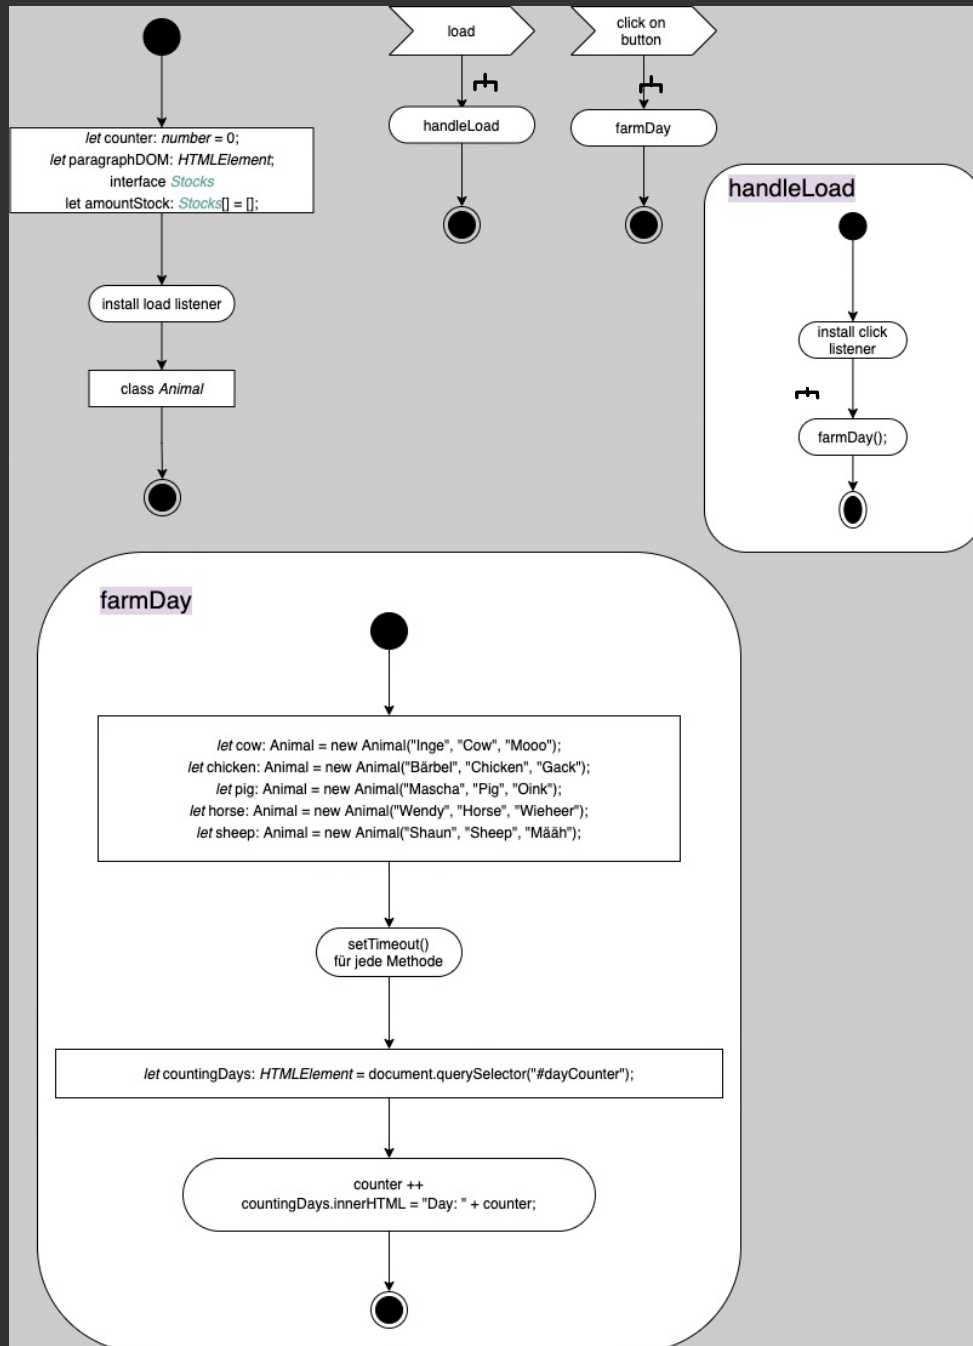 let counter: number = 0;
let paragraphDOM: HTMLElement;
interface Stocks
let amountStock: Stocks[] = [];
install load listener
class Animal
load
handleLoad
click on
button
farmDay
handleLoad
install click
listener
farmDay();
farmDay
let cow: Animal = new Animal("Inge", "Cow", "Mooo");
let chicken: Animal = new Animal("Bärbel", "Chicken", "Gack");
let pig: Animal = new Animal("Mascha", "Pig", "Oink");
let horse: Animal = new Animal("Wendy", "Horse", "Wieheer");
let sheep: Animal = new Animal("Shaun", "Sheep", "Määh");
setTimeout()
für jede Methode
let countingDays: HTMLElement = document.querySelector("#dayCounter");
counter ++
countingDays.innerHTML = "Day: " + counter;